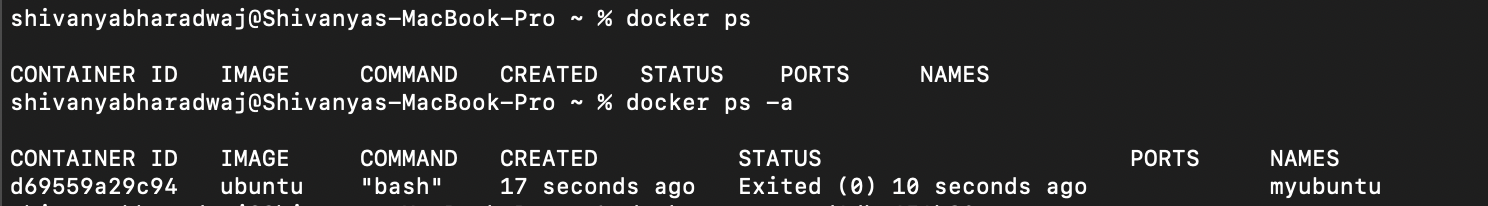 shivanyabharadwaj@Shivanyas-MacBook-Pro ~ % docker ps
CONTAINER ID   IMAGE     COMMAND   CREATED   STATUS    PORTS     NAMES
shivanyabharadwaj@Shivanyas-MacBook-Pro ~ % docker ps -a
CONTAINER ID   IMAGE     COMMAND   CREATED          STATUS                      PORTS     NAMES
d69559a29c94   ubuntu    "bash"    17 seconds ago   Exited (0) 10 seconds ago             myubuntu